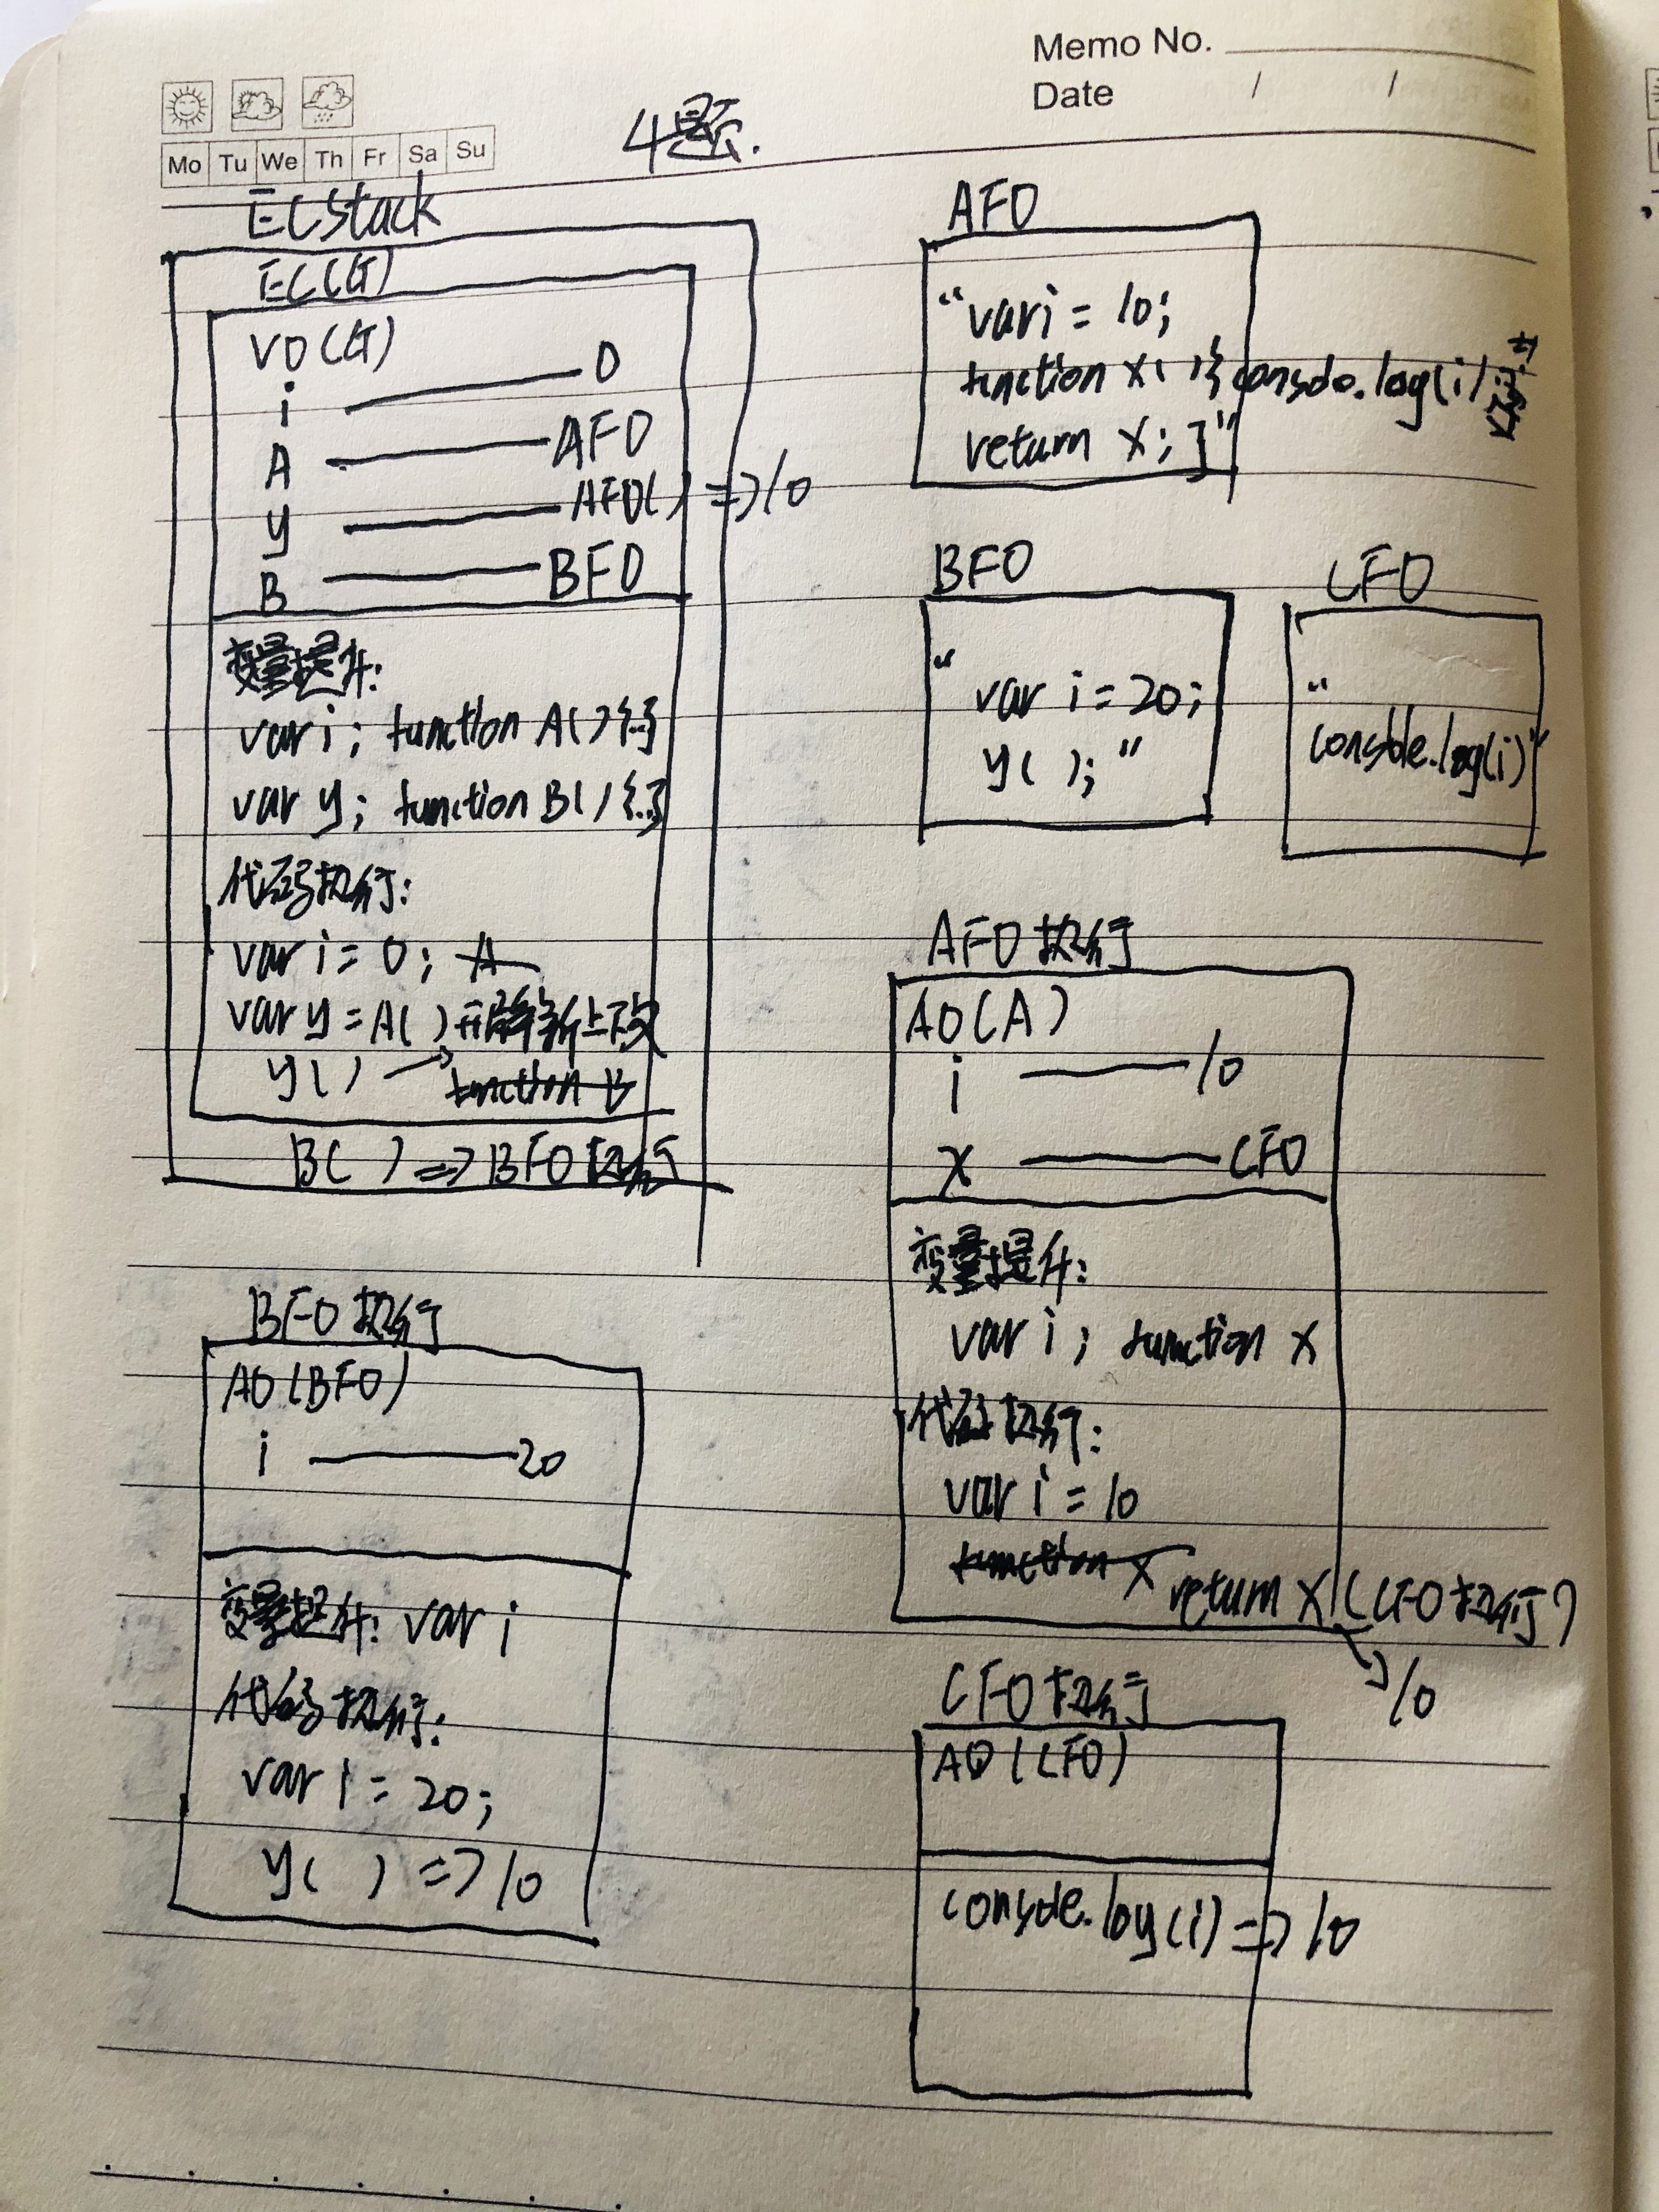 Memo No.
Date / /
Mo Tu We Th Fr Sa Su
4题.
ECStack
EC(G)
VO(G)
i —— 0
A —— AFO
y —— AFO() => 10
B —— BFO
变量提升:
var i; function A(){..}
var y; function B(){..}
代码执行:
var i = 0; A
var y = A() 开辟新上下文
y() → function B
B() => BFO执行
BFO执行
AO(BFO)
i —— 20
变量提升: var i
代码执行:
var i = 20;
y() => 10
AFO
"var i = 10;
function x(){console.log(i)};
return x; }"
BFO
"
var i = 20;
y();"
CFO
"
console.log(i)"
AFO执行
AO(A)
i —— 10
x —— CFO
变量提升:
var i; function x
代码执行:
var i = 10
function x return x (CFO执行)
→ 10
CFO执行
AO(CFO)
console.log(i) => 10